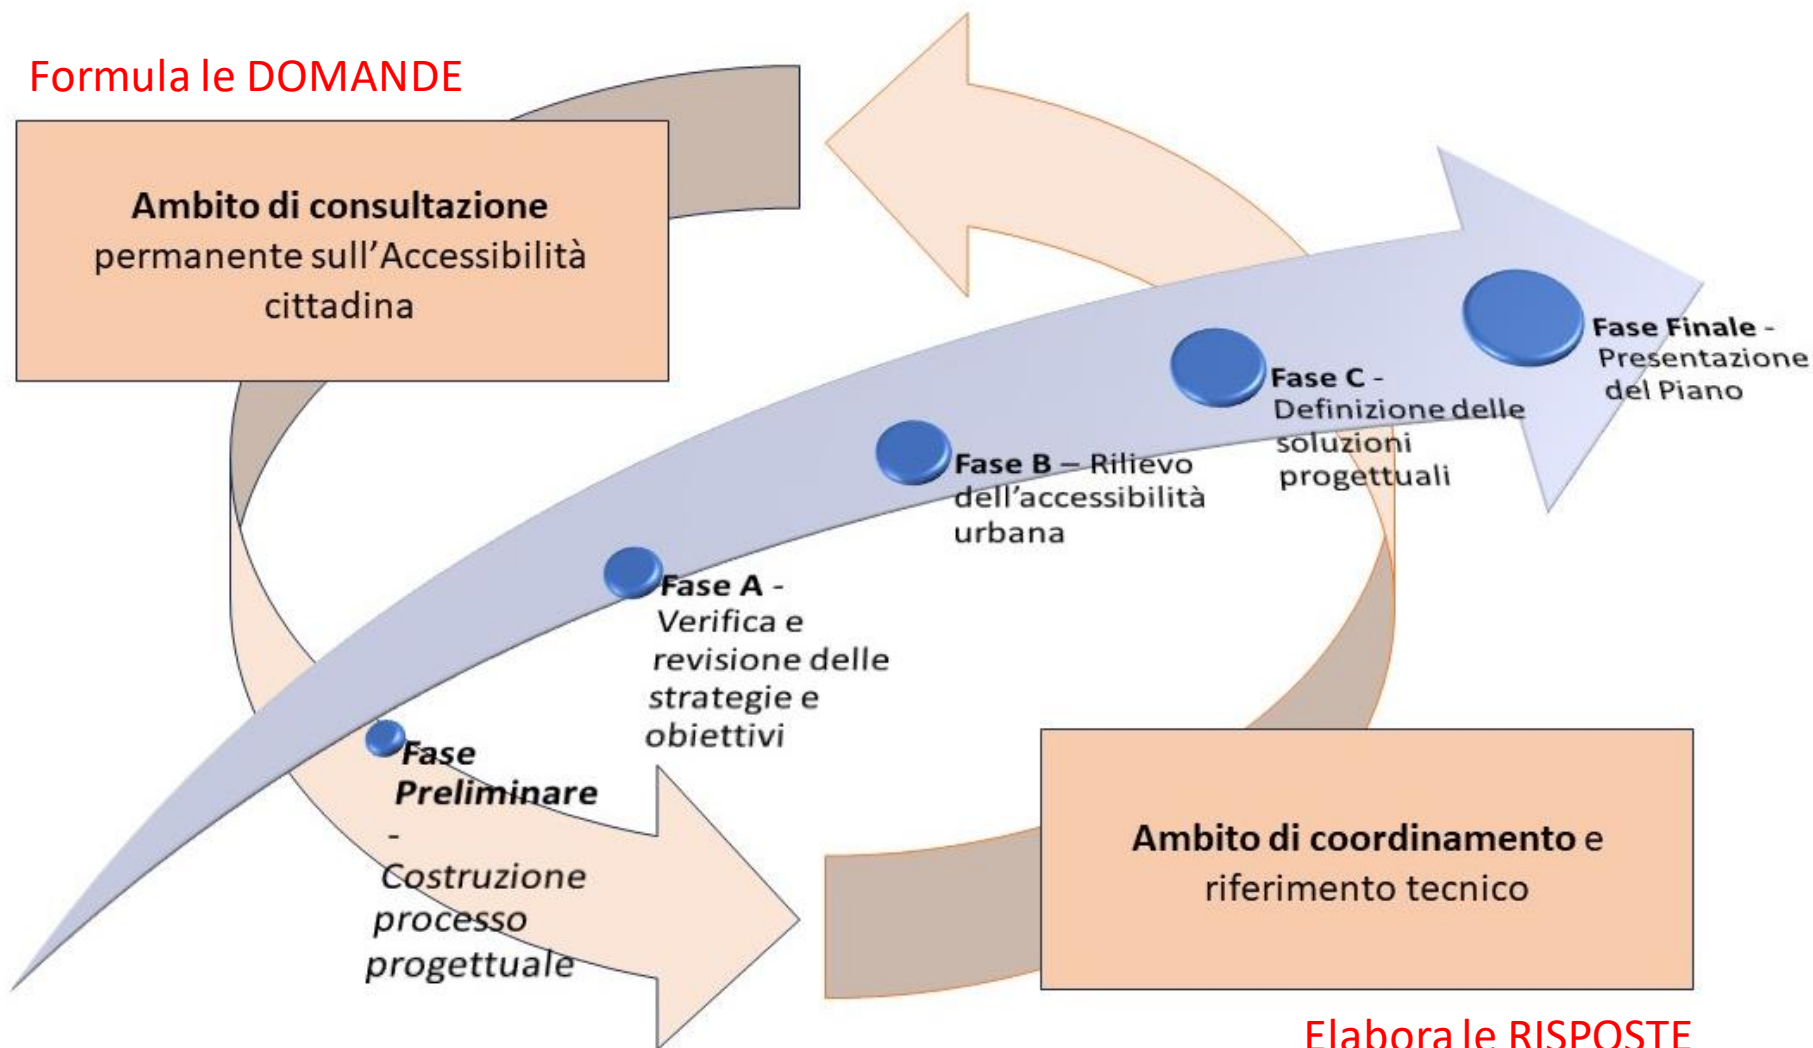 Formula le DOMANDE
Ambito di consultazione
permanente sull’Accessibilità
cittadina
Fase Preliminare
-
Costruzione
processo
progettuale
Fase A -
Verifica e
revisione delle
strategie e
obiettivi
Fase B – Rilievo
dell’accessibilità
urbana
Fase C -
Definizione delle
soluzioni
progettuali
Fase Finale -
Presentazione
del Piano
Ambito di coordinamento e
riferimento tecnico
Elabora le RISPOSTE